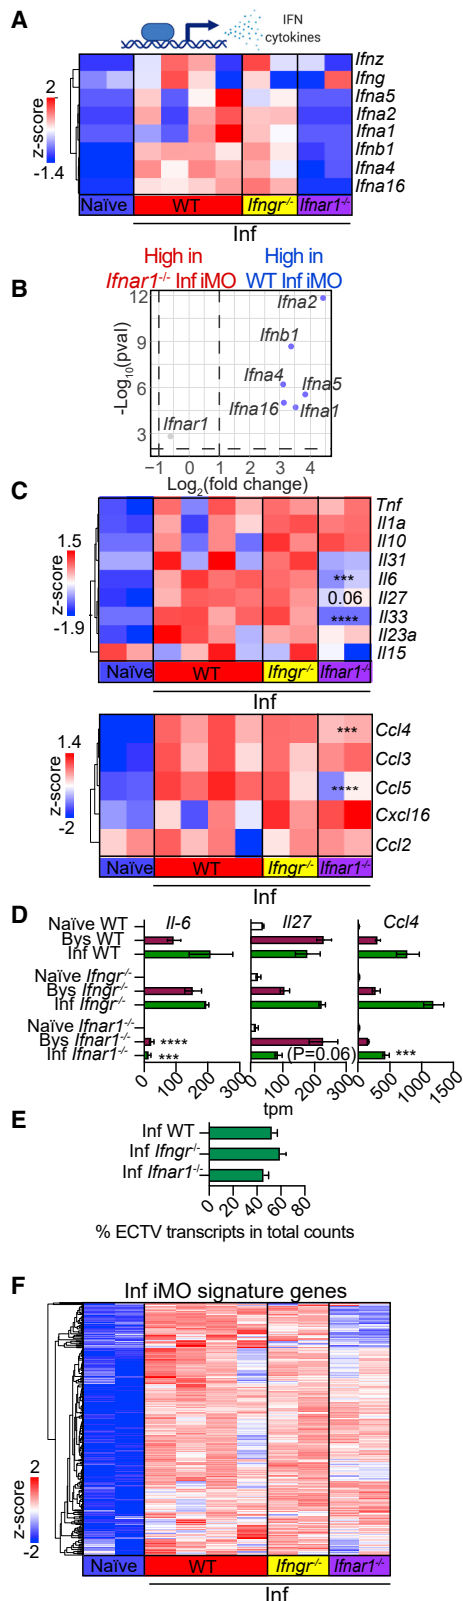 A
IFN
cytokines
Ifnz
Ifng
Ifna5
Ifna2
Ifna1
Ifnb1
Ifna4
Ifna16
2
z-score
-1.4
Naïve WT Ifngr-/- Ifnar1-/-
Inf
High in High in
Ifnar1-/- Inf iMO WT Inf iMO
B
12
9
6
3
-Log10(pval)
Ifna2
Ifnb1
Ifna4
Ifna5
Ifna16
Ifna1
Ifnar1
−1 0 1 2 3 4
Log2(fold change)
C
Tnf
Il1a
Il10
Il31
Il6
Il27
Il33
Il23a
Il15
***
0.06
****
1.5
z-score
-1.9
Naïve WT Ifngr-/- Ifnar1-/-
Inf
Ccl4
Ccl3
Ccl5
Cxcl16
Ccl2
***
****
1.4
z-score
-2
Naïve WT Ifngr-/- Ifnar1-/-
Inf
D
Il-6 Il27 Ccl4
Naïve WT
Bys WT
Inf WT
Naïve Ifngr-/-
Bys Ifngr-/-
Inf Ifngr-/-
Naïve Ifnar1-/-
Bys Ifnar1-/- ****
Inf Ifnar1-/- *** (P=0.06) ***
0 100 200 300 0 100 200 300 0 500 1000 1500
tpm
E
Inf WT
Inf Ifngr-/-
Inf Ifnar1-/-
0 20 40 60 80
% ECTV transcripts in total counts
F
Inf iMO signature genes
2
z-score
-2
Naïve WT Ifngr-/- Ifnar1-/-
Inf